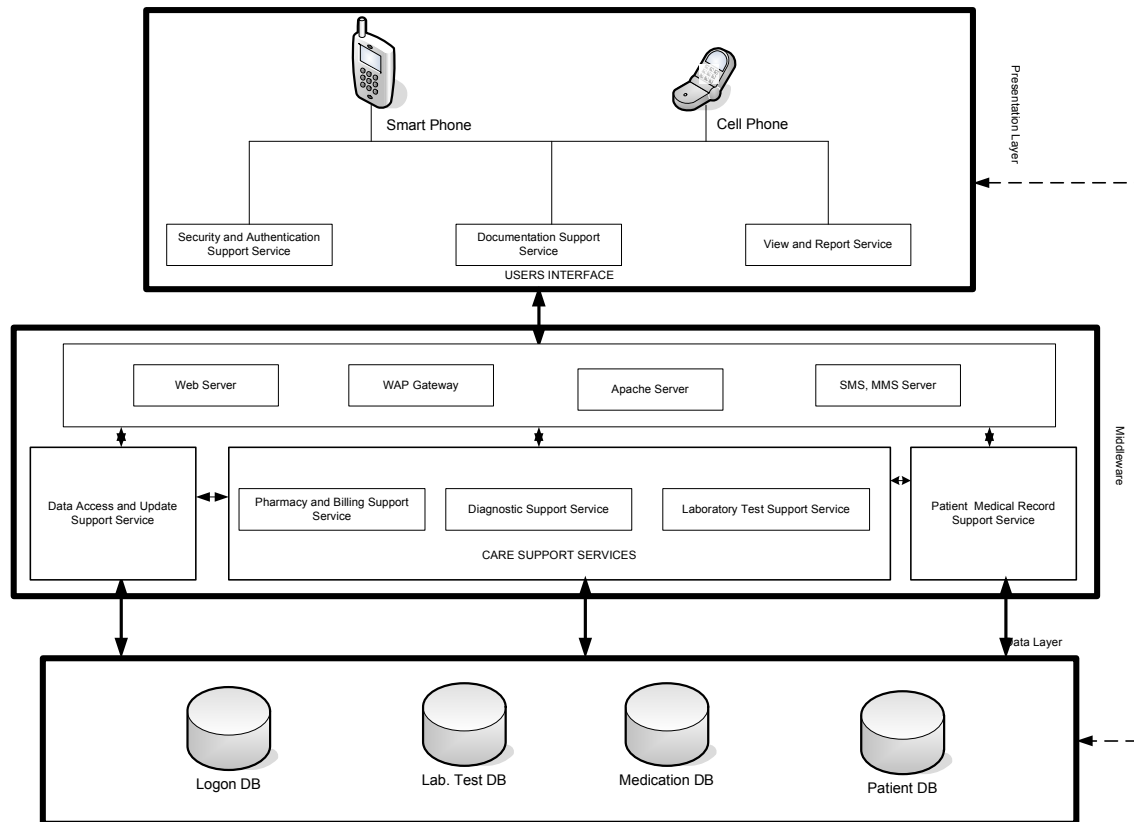 Smart Phone
Cell Phone
Presentation Layer
Security and Authentication
Support Service
Documentation Support
Service
View and Report Service
USERS INTERFACE
Web Server
WAP Gateway
Apache Server
SMS, MMS Server
Middleware
Data Access and Update
Support Service
Pharmacy and Billing Support
Service
Diagnostic Support Service
Laboratory Test Support Service
Patient Medical Record
Support Service
CARE SUPPORT SERVICES
Data Layer
Logon DB
Lab. Test DB
Medication DB
Patient DB